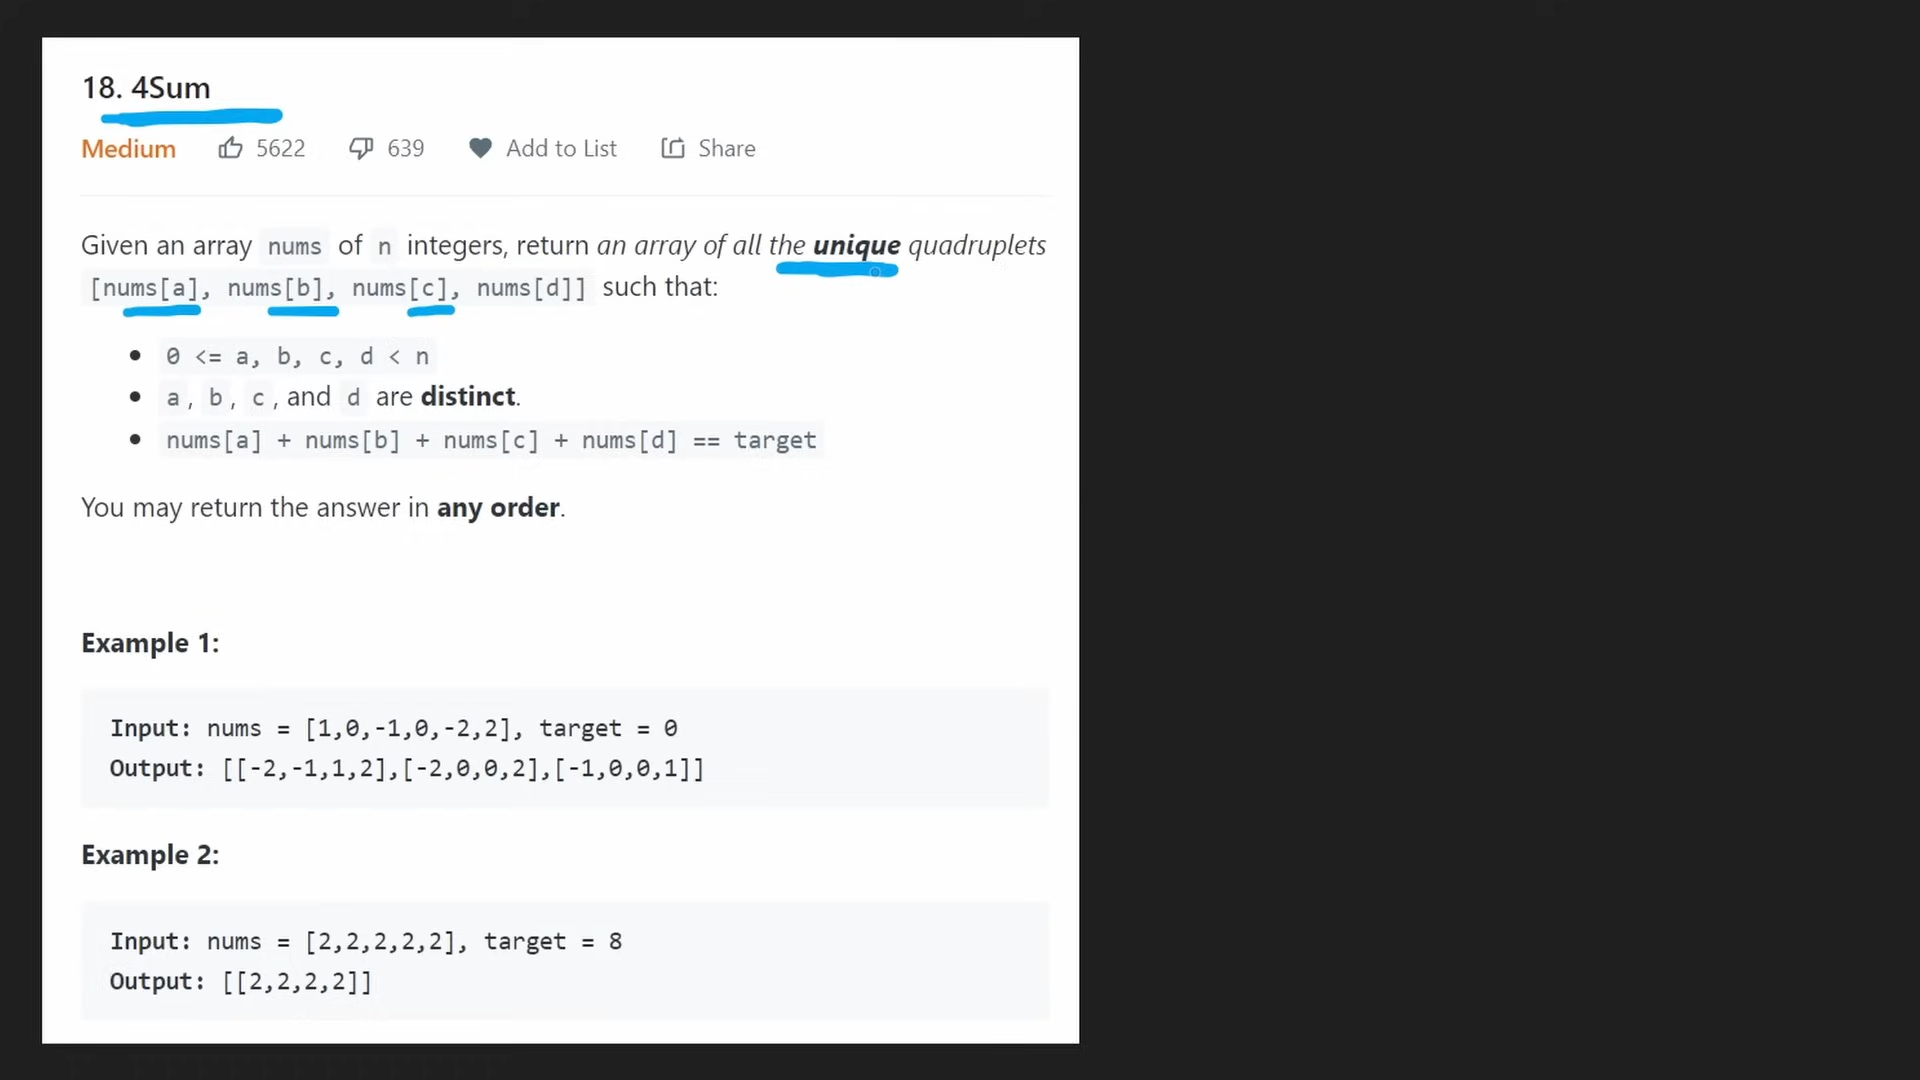 18. 4Sum
Medium 5622 639 Add to List Share
Given an array nums of n integers, return an array of all the unique quadruplets
[nums[a], nums[b], nums[c], nums[d]] such that:
• 0 <= a, b, c, d < n
• a, b, c, and d are distinct.
• nums[a] + nums[b] + nums[c] + nums[d] == target
You may return the answer in any order.
Example 1:
Input: nums = [1,0,-1,0,-2,2], target = 0
Output: [[-2,-1,1,2],[-2,0,0,2],[-1,0,0,1]]
Example 2:
Input: nums = [2,2,2,2,2], target = 8
Output: [[2,2,2,2]]